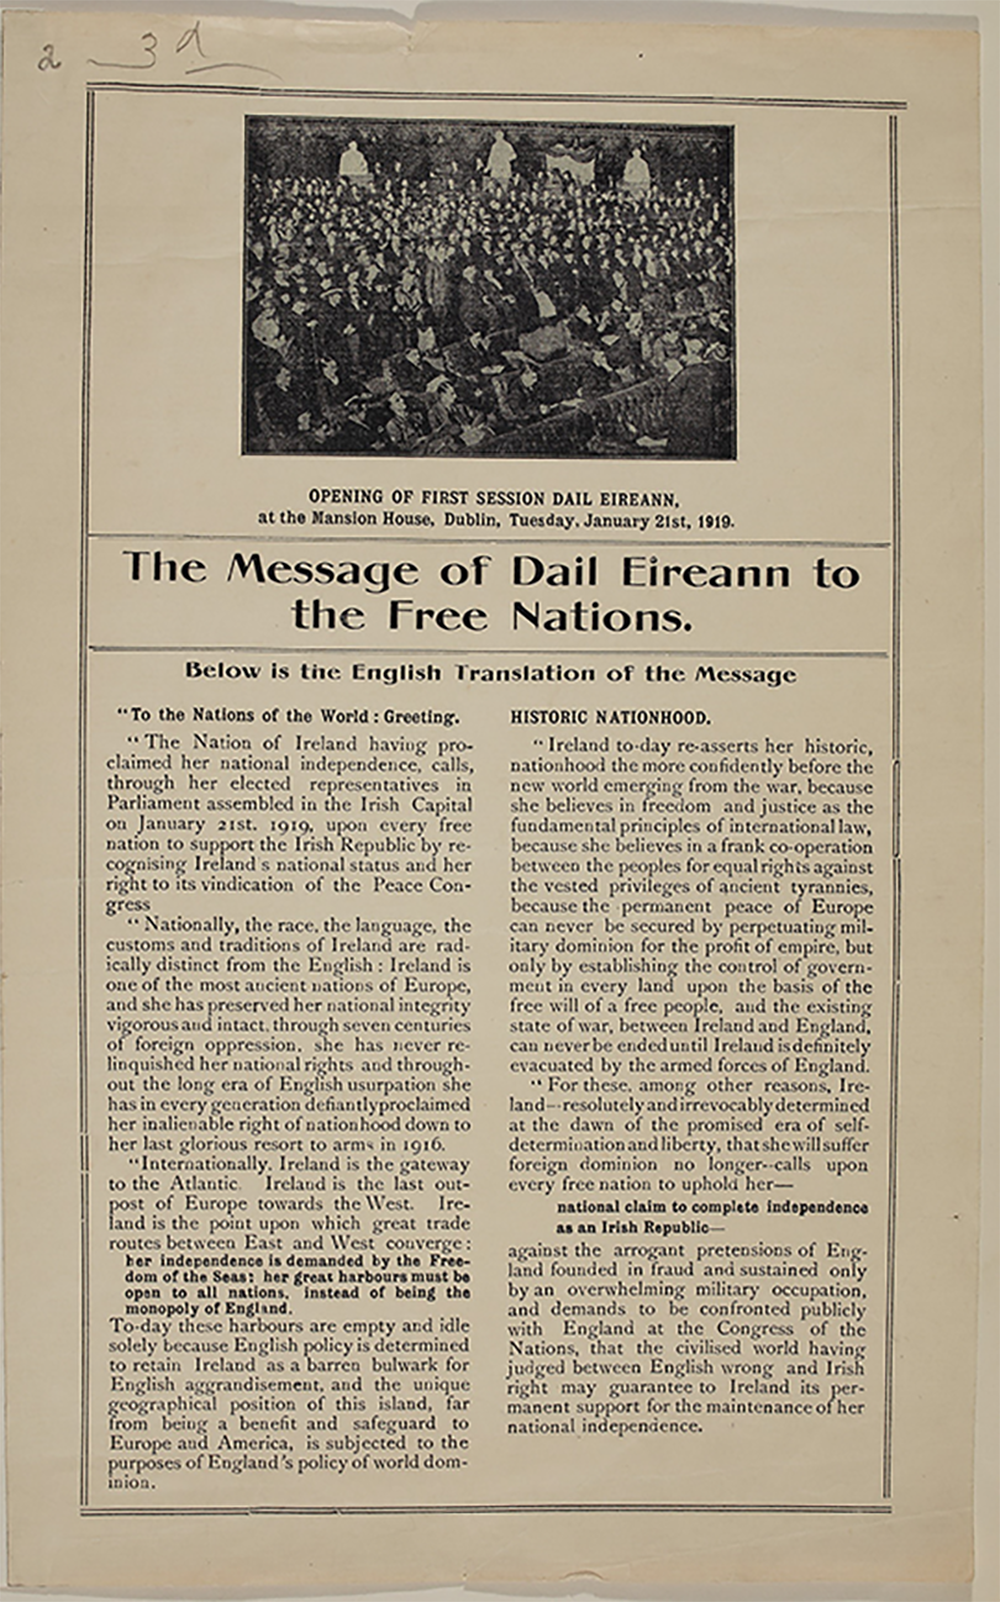 2 3d
OPENING OF FIRST SESSION DAIL EIREANN,
at the Mansion House, Dublin, Tuesday, January 21st, 1919.
The Message of Dail Eireann to
the Free Nations.
Below is the English Translation of the Message
"To the Nations of the World : Greeting.
"The Nation of Ireland having pro-
claimed her national independence, calls,
through her elected representatives in
Parliament assembled in the Irish Capital
on January 21st. 1919, upon every free
nation to support the Irish Republic by re-
cognising Ireland s national status and her
right to its vindication of the Peace Con-
gress
"Nationally, the race, the language, the
customs and traditions of Ireland are rad-
ically distinct from the English : Ireland is
one of the most ancient nations of Europe,
and she has preserved her national integrity
vigorous and intact, through seven centuries
of foreign oppression, she has never re-
linquished her national rights and through-
out the long era of English usurpation she
has in every generation defiantly proclaimed
her inalienable right of nationhood down to
her last glorious resort to arms in 1916.
"Internationally, Ireland is the gateway
to the Atlantic. Ireland is the last out-
post of Europe towards the West. Ire-
land is the point upon which great trade
routes between East and West converge :
her independence is demanded by the Free-
dom of the Seas: her great harbours must be
open to all nations, instead of being the
monopoly of England.
To-day these harbours are empty and idle
solely because English policy is determined
to retain Ireland as a barren bulwark for
English aggrandisement, and the unique
geographical position of this island, far
from being a benefit and safeguard to
Europe and America, is subjected to the
purposes of England's policy of world dom-
inion.
HISTORIC NATIONHOOD.
"Ireland to-day re-asserts her historic,
nationhood the more confidently before the
new world emerging from the war, because
she believes in freedom and justice as the
fundamental principles of international law,
because she believes in a frank co-operation
between the peoples for equal rights against
the vested privileges of ancient tyrannies,
because the permanent peace of Europe
can never be secured by perpetuating mil-
itary dominion for the profit of empire, but
only by establishing the control of govern-
ment in every land upon the basis of the
free will of a free people, and the existing
state of war, between Ireland and England,
can never be ended until Ireland is definitely
evacuated by the armed forces of England.
"For these, among other reasons, Ire-
land--resolutely and irrevocably determined
at the dawn of the promised era of self-
determination and liberty, that she will suffer
foreign dominion no longer--calls upon
every free nation to uphold her—
national claim to complete independence
as an Irish Republic—
against the arrogant pretensions of Eng-
land founded in fraud and sustained only
by an overwhelming military occupation,
and demands to be confronted publicly
with England at the Congress of the
Nations, that the civilised world having
judged between English wrong and Irish
right may guarantee to Ireland its per-
manent support for the maintenance of her
national independence.